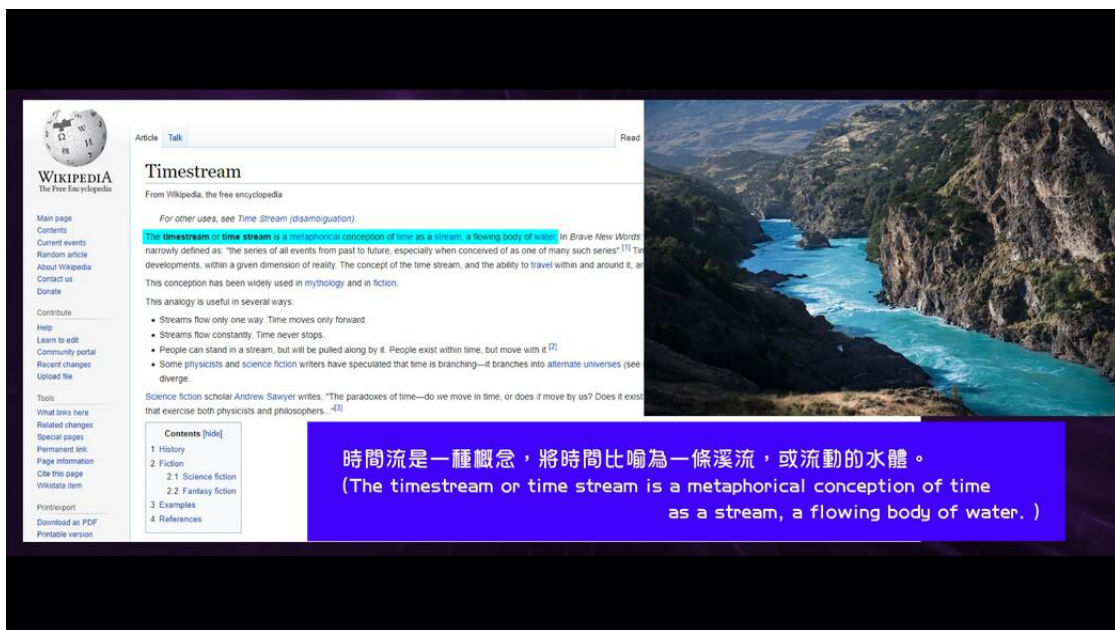 WIKIPEDIA
The Free Encyclopedia
Main page
Contents
Current events
Random article
About Wikipedia
Contact us
Donate
Contribute
Help
Learn to edit
Community portal
Recent changes
Upload file
Tools
What links here
Related changes
Special pages
Permanent link
Page information
Cite this page
Wikidata item
Print/export
Download as PDF
Printable version
Article Talk Read
Timestream
From Wikipedia, the free encyclopedia
For other uses, see Time Stream (disambiguation).
The timestream or time stream is a metaphorical conception of time as a stream, a flowing body of water. In Brave New Words:
narrowly defined as: "the series of all events from past to future, especially when conceived of as one of many such series".[1]
developments, within a given dimension of reality. The concept of the time stream, and the ability to travel within and around it,
This conception has been widely used in mythology and in fiction.
This analogy is useful in several ways:
• Streams flow only one way. Time moves only forward.
• Streams flow constantly. Time never stops.
• People can stand in a stream, but will be pulled along by it. People exist within time, but move with it.[2]
• Some physicists and science fiction writers have speculated that time is branching—it branches into alternate universes (see
diverge.
Science fiction scholar Andrew Sawyer writes, "The paradoxes of time—do we move in time, or does it move by us? Does it exist
that exercise both physicists and philosophers..."[3]
Contents [hide]
1 History
2 Fiction
2.1 Science fiction
2.2 Fantasy fiction
3 Examples
4 References
時間流是一種概念，將時間比喻為一條溪流，或流動的水體。
(The timestream or time stream is a metaphorical conception of time
as a stream, a flowing body of water. )